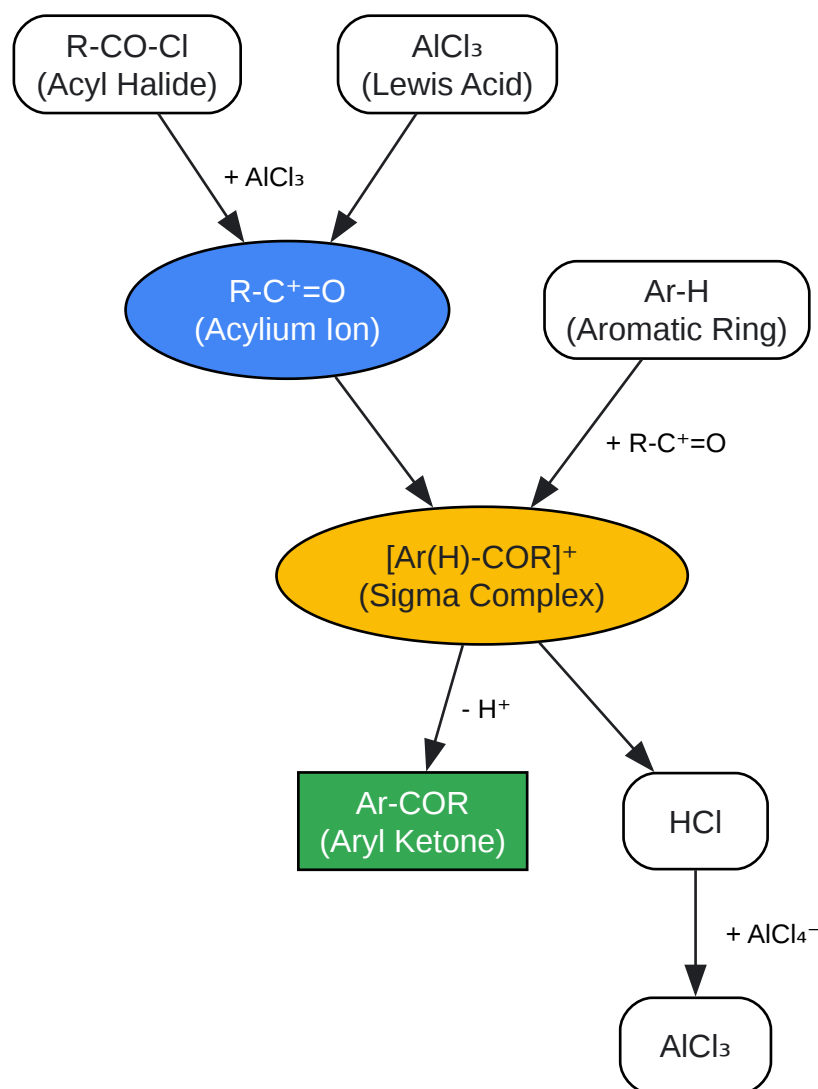 R-CO-Cl
(Acyl Halide)
AlCl₃
(Lewis Acid)
+ AlCl₃
R-C⁺=O
(Acylium Ion)
Ar-H
(Aromatic Ring)
+ R-C⁺=O
[Ar(H)-COR]⁺
(Sigma Complex)
- H⁺
Ar-COR
(Aryl Ketone)
HCl
+ AlCl₄⁻
AlCl₃